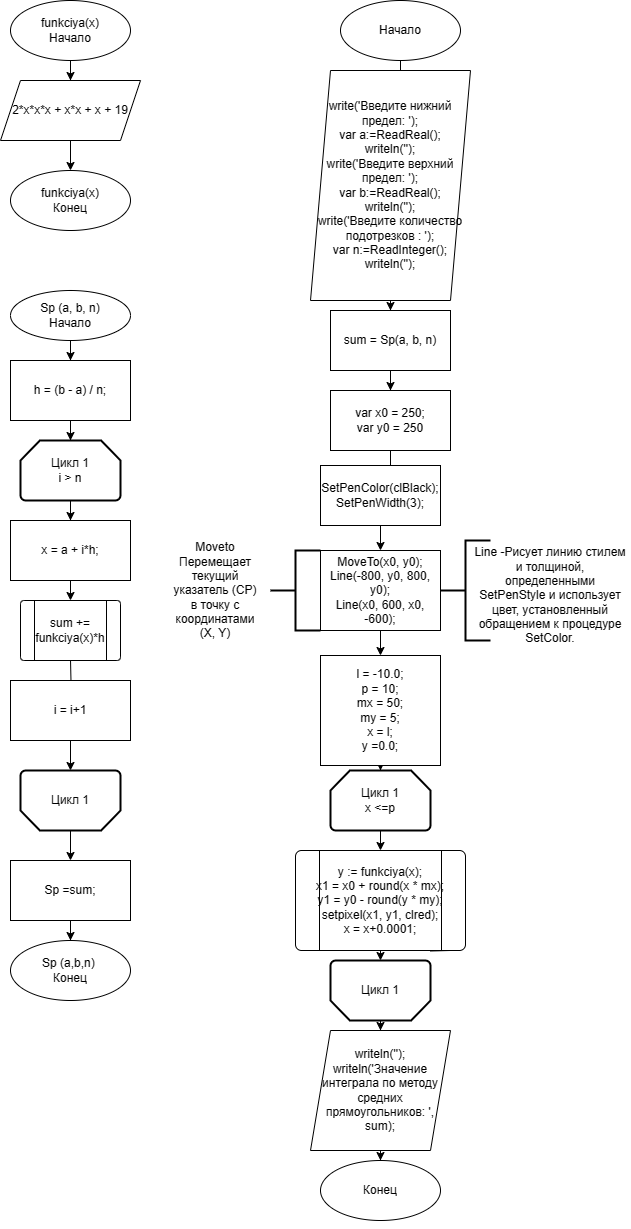 funkciya(x)
Начало
2*x*x*x + x*x + x + 19
funkciya(x)
Конец
Sp (a, b, n)
Начало
h = (b - a) / n;
Цикл 1
i > n
x = a + i*h;
sum +=
funkciya(x)*h
i = i+1
Цикл 1
Sp =sum;
Sp (a,b,n)
Конец
Начало
write('Введите нижний
предел: ');
var a:=ReadReal();
writeln('');
write('Введите верхний
предел: ');
var b:=ReadReal();
writeln('');
write('Введите количество
подотрезков : ');
var n:=ReadInteger();
writeln('');
sum = Sp(a, b, n)
var x0 = 250;
var y0 = 250
SetPenColor(clBlack);
SetPenWidth(3);
Moveto
Перемещает
текущий
указатель (CP)
в точку с
координатами
(X, Y)
MoveTo(x0, y0);
Line(-800, y0, 800,
y0);
Line(x0, 600, x0,
-600);
Line -Рисует линию стилем
и толщиной,
определенными
SetPenStyle и использует
цвет, установленный
обращением к процедуре
SetColor.
l = -10.0;
p = 10;
mx = 50;
my = 5;
x = l;
y =0.0;
Цикл 1
x <=p
y := funkciya(x);
x1 = x0 + round(x * mx);
y1 = y0 - round(y * my);
setpixel(x1, y1, clred);
x = x+0.0001;
Цикл 1
writeln('');
writeln('Значение
интеграла по методу
средних
прямоугольников: ',
sum);
Конец